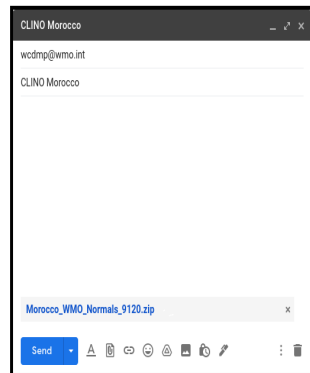 CLINO Morocco
wcdmp@wmo.int
CLINO Morocco
Morocco_WMO_Normals_9120.zip
Send